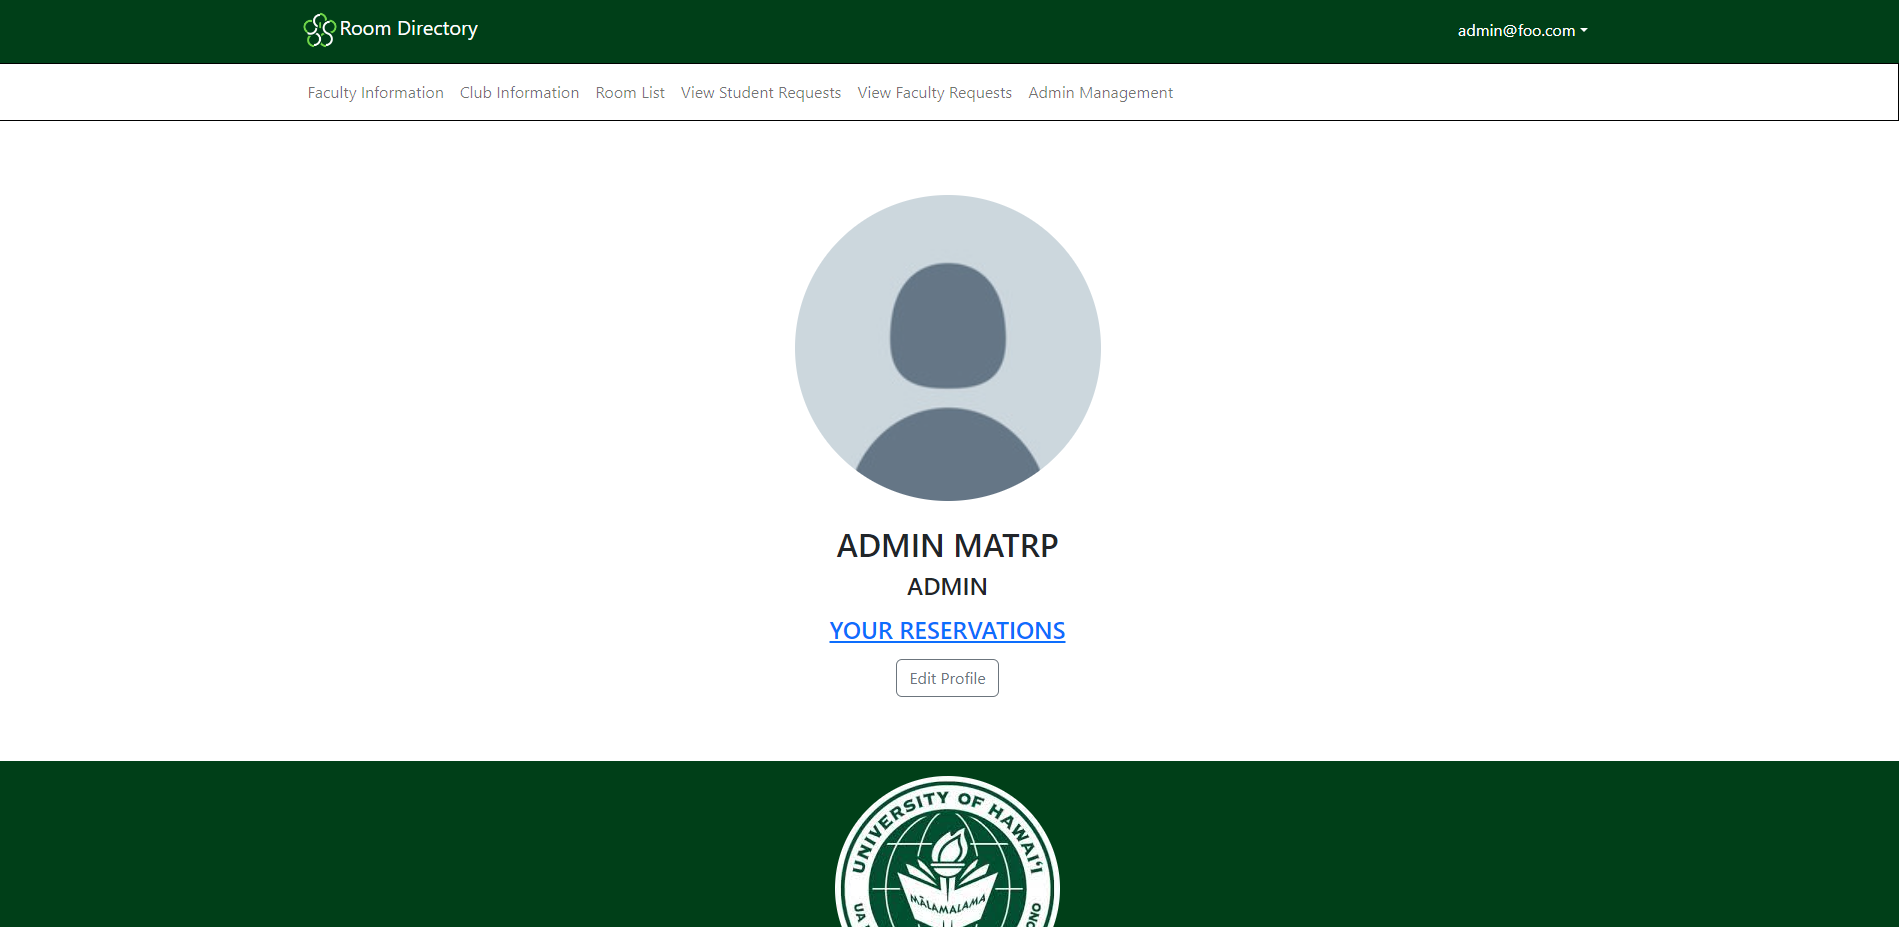 Room Directory
admin@foo.com
Faculty Information Club Information Room List View Student Requests View Faculty Requests Admin Management
ADMIN MATRP
ADMIN
YOUR RESERVATIONS
Edit Profile
UNIVERSITY OF HAWAI‘I
MĀLAMALAMA
UA